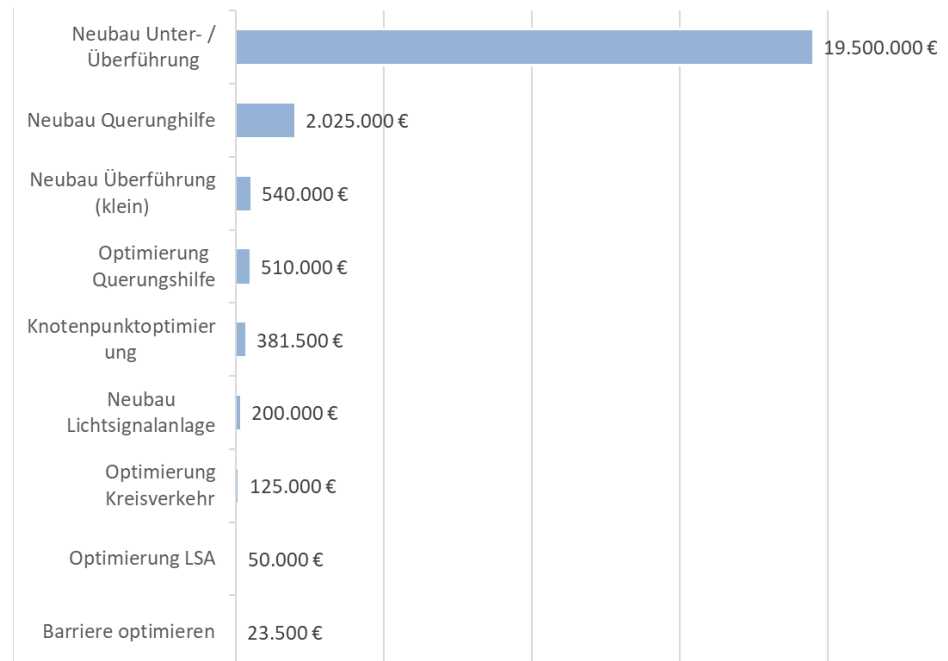 Neubau Unter- /
Überführung
19.500.000 €
Neubau Querunghilfe
2.025.000 €
Neubau Überführung
(klein)
540.000 €
Optimierung
Querungshilfe
510.000 €
Knotenpunktoptimier
ung
381.500 €
Neubau
Lichtsignalanlage
200.000 €
Optimierung
Kreisverkehr
125.000 €
Optimierung LSA
50.000 €
Barriere optimieren
23.500 €